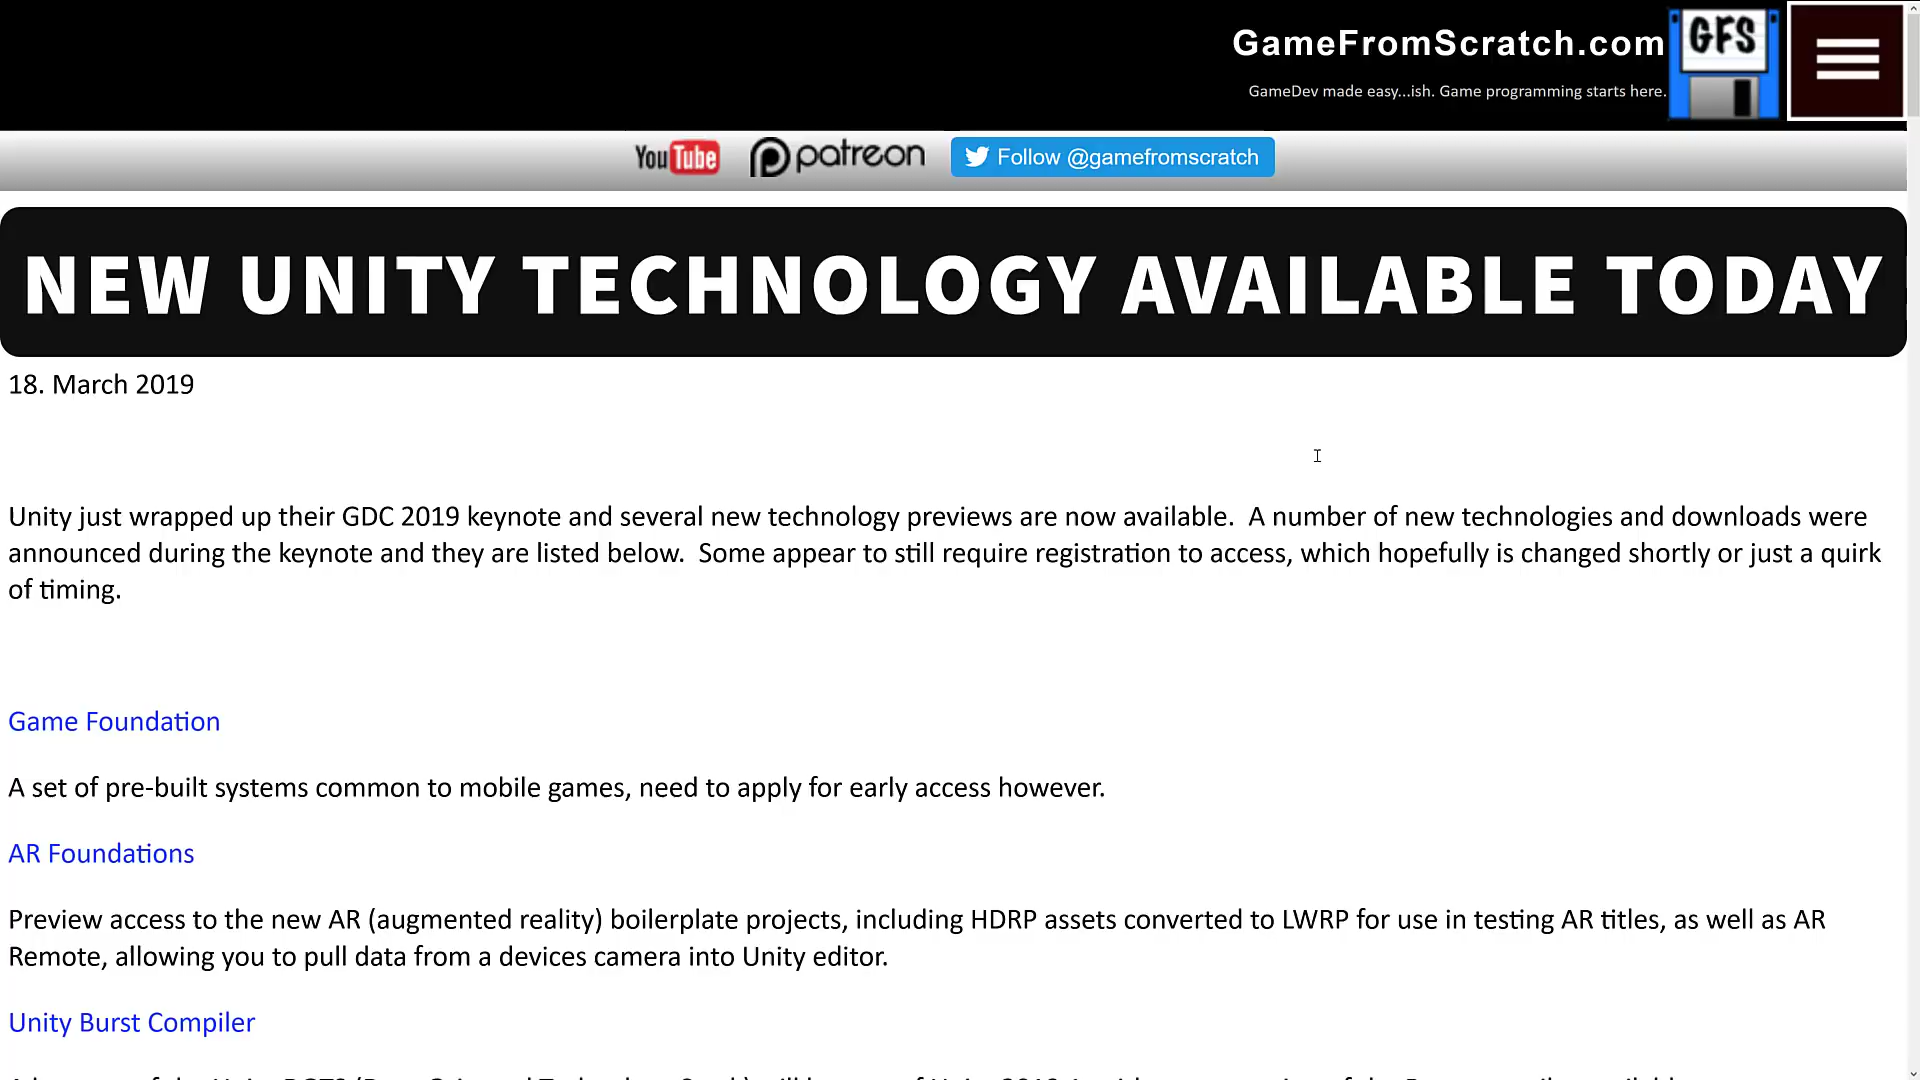 GameFromScratch.com
GFS
GameDev made easy...ish. Game programming starts here.
YouTube patreon Follow @gamefromscratch
NEW UNITY TECHNOLOGY AVAILABLE TODAY
18. March 2019
Unity just wrapped up their GDC 2019 keynote and several new technology previews are now available.  A number of new technologies and downloads were
announced during the keynote and they are listed below.  Some appear to still require registration to access, which hopefully is changed shortly or just a quirk
of timing.
Game Foundation
A set of pre-built systems common to mobile games, need to apply for early access however.
AR Foundations
Preview access to the new AR (augmented reality) boilerplate projects, including HDRP assets converted to LWRP for use in testing AR titles, as well as AR
Remote, allowing you to pull data from a devices camera into Unity editor.
Unity Burst Compiler